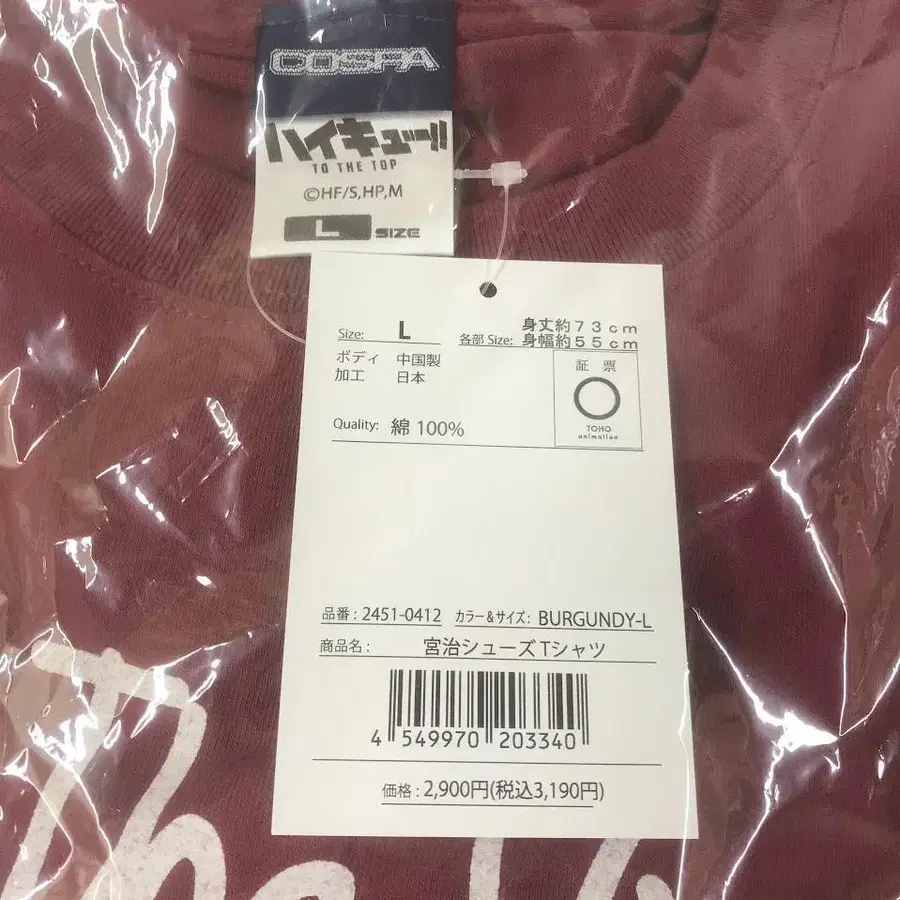 COSPA
ハイキュー!!
TO THE TOP
©HF/S,HP,M
L SIZE
Size: L 各部 Size: 身丈約73cm
身幅約55cm
ボディ 中国製
加工 日本
証 票
TOHO
animation
Quality: 綿 100%
品番：2451-0412 カラー&サイズ: BURGUNDY-L
商品名： 宮治シューズTシャツ
4 549970 203340
価格：2,900円(税込3,190円)
The